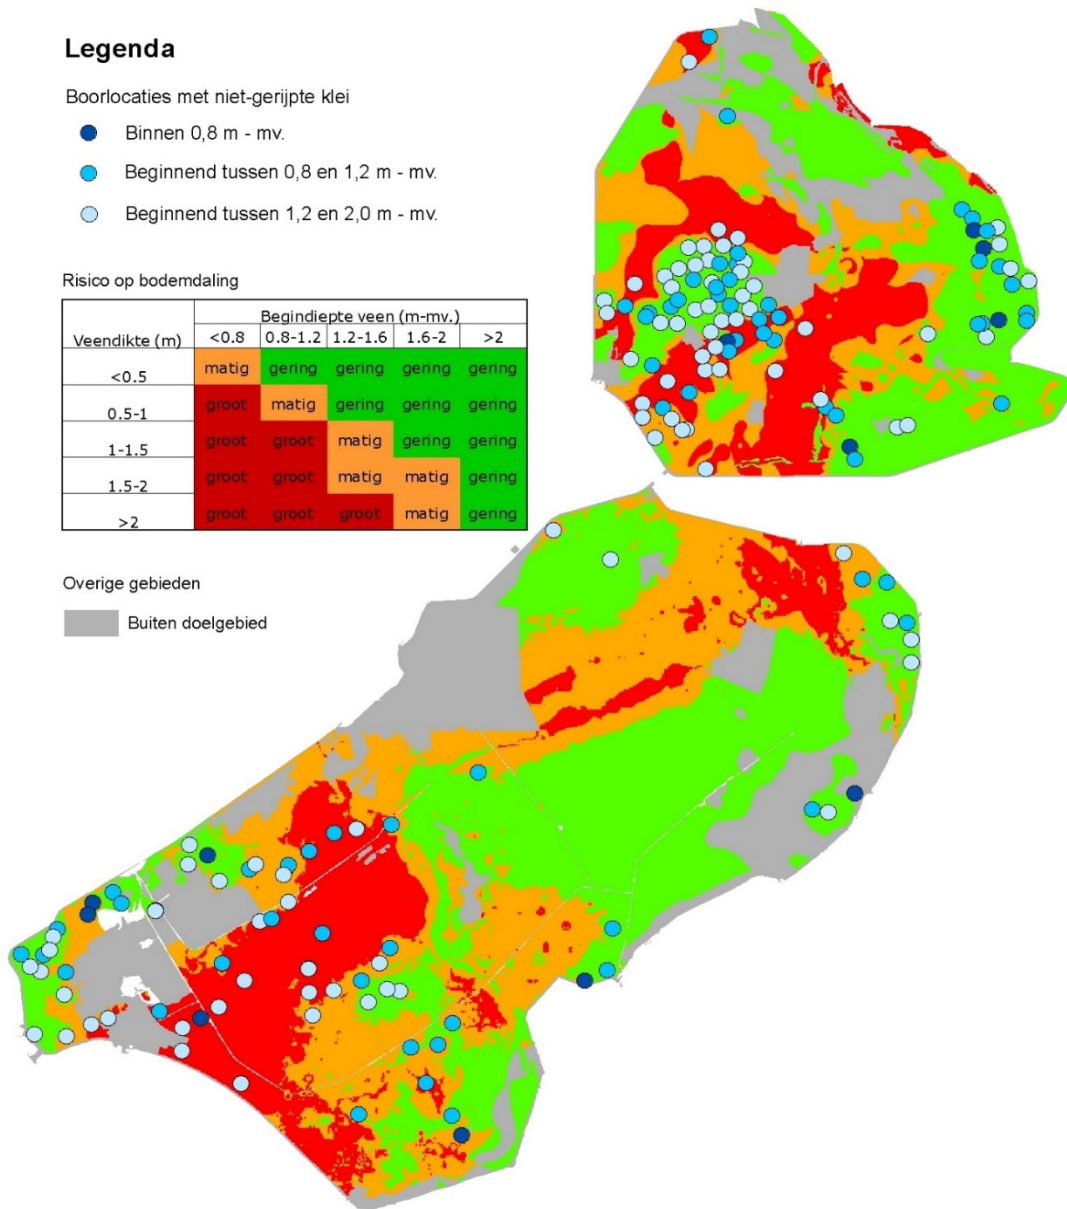 Legenda
Boorlocaties met niet-gerijpte klei
Binnen 0,8 m - mv.
Beginnend tussen 0,8 en 1,2 m - mv.
Beginnend tussen 1,2 en 2,0 m - mv.
Risico op bodemdaling
Begindiepte veen (m-mv.)
Veendikte (m) <0.8 0.8-1.2 1.2-1.6 1.6-2 >2
<0.5 matig gering gering gering gering
0.5-1 groot matig gering gering gering
1-1.5 groot groot matig gering gering
1.5-2 groot groot matig matig gering
>2 groot groot groot matig gering
Overige gebieden
Buiten doelgebied